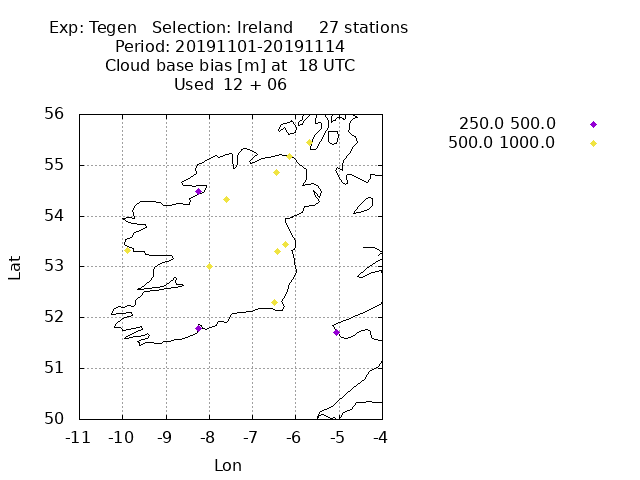 Exp: Tegen   Selection: Ireland     27 stations
Period: 20191101-20191114
Cloud base bias [m] at  18 UTC
Used  12 + 06
250.0 500.0
500.0 1000.0
56
55
54
53
52
51
50
Lat
-11 -10 -9 -8 -7 -6 -5 -4
Lon